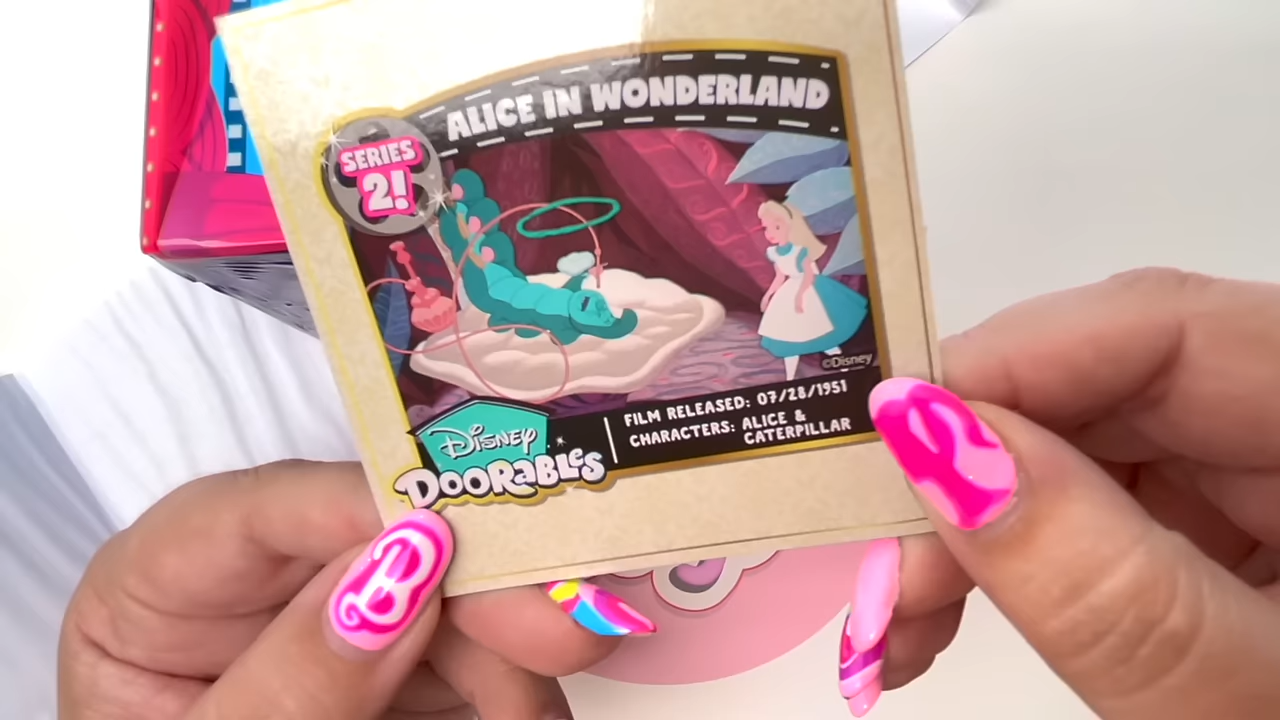 ALICE IN WONDERLAND
SERIES
2!
©Disney
FILM RELEASED: 07/28/1951
CHARACTERS: ALICE &
CATERPILLAR
Disney
DOORABLES
B